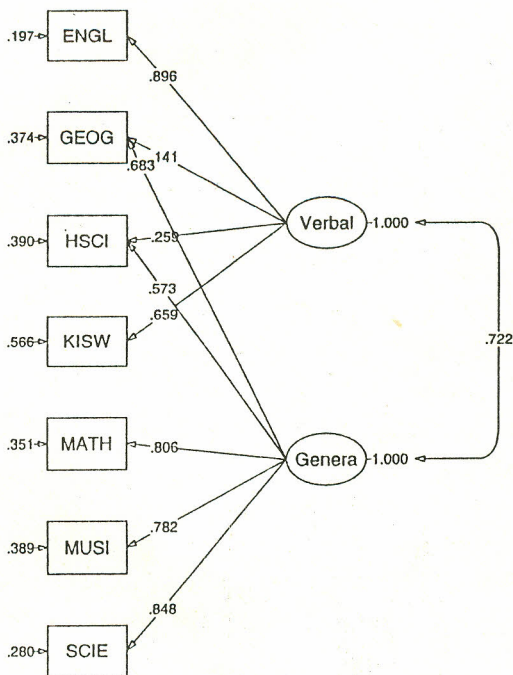 .197 ENGL
.896
.374 GEOG
.141
.683
Verbal 1.000
.390 HSCI
.259
.573
.659
.566 KISW
.722
.351 MATH
.806
Genera 1.000
.782
.389 MUSI
.848
.280 SCIE